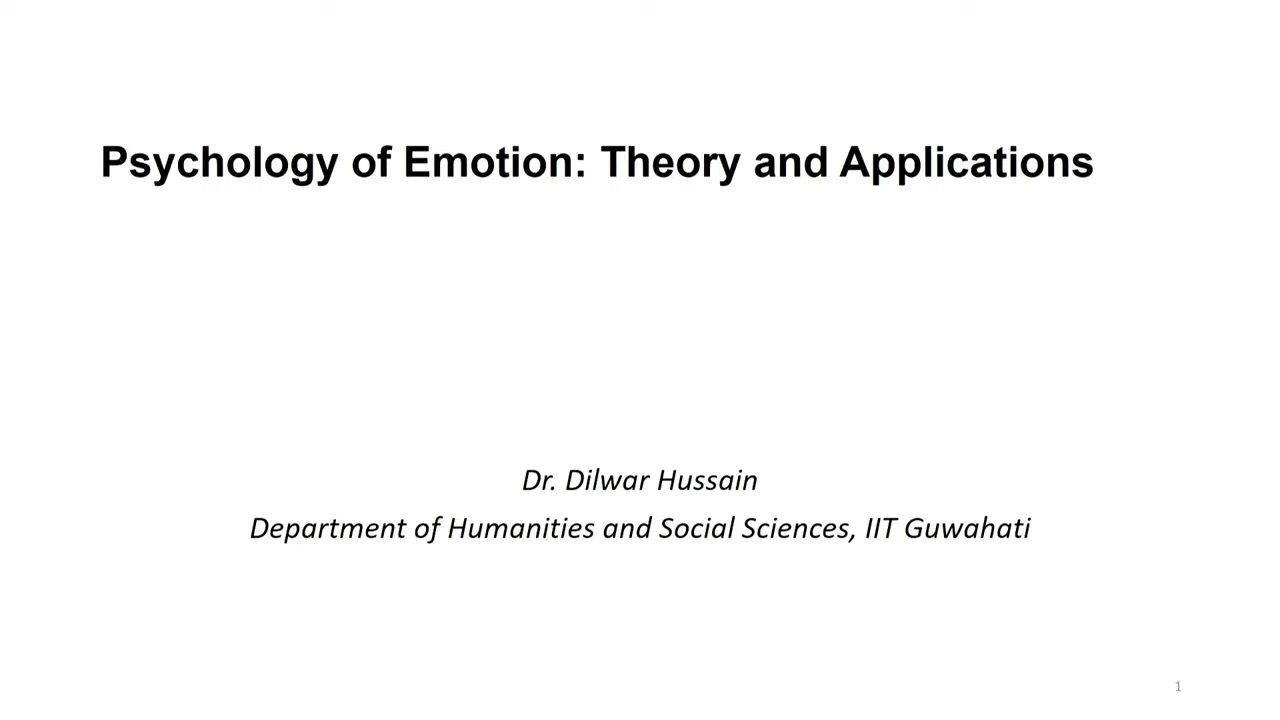 Psychology of Emotion: Theory and Applications
Dr. Dilwar Hussain
Department of Humanities and Social Sciences, IIT Guwahati
1